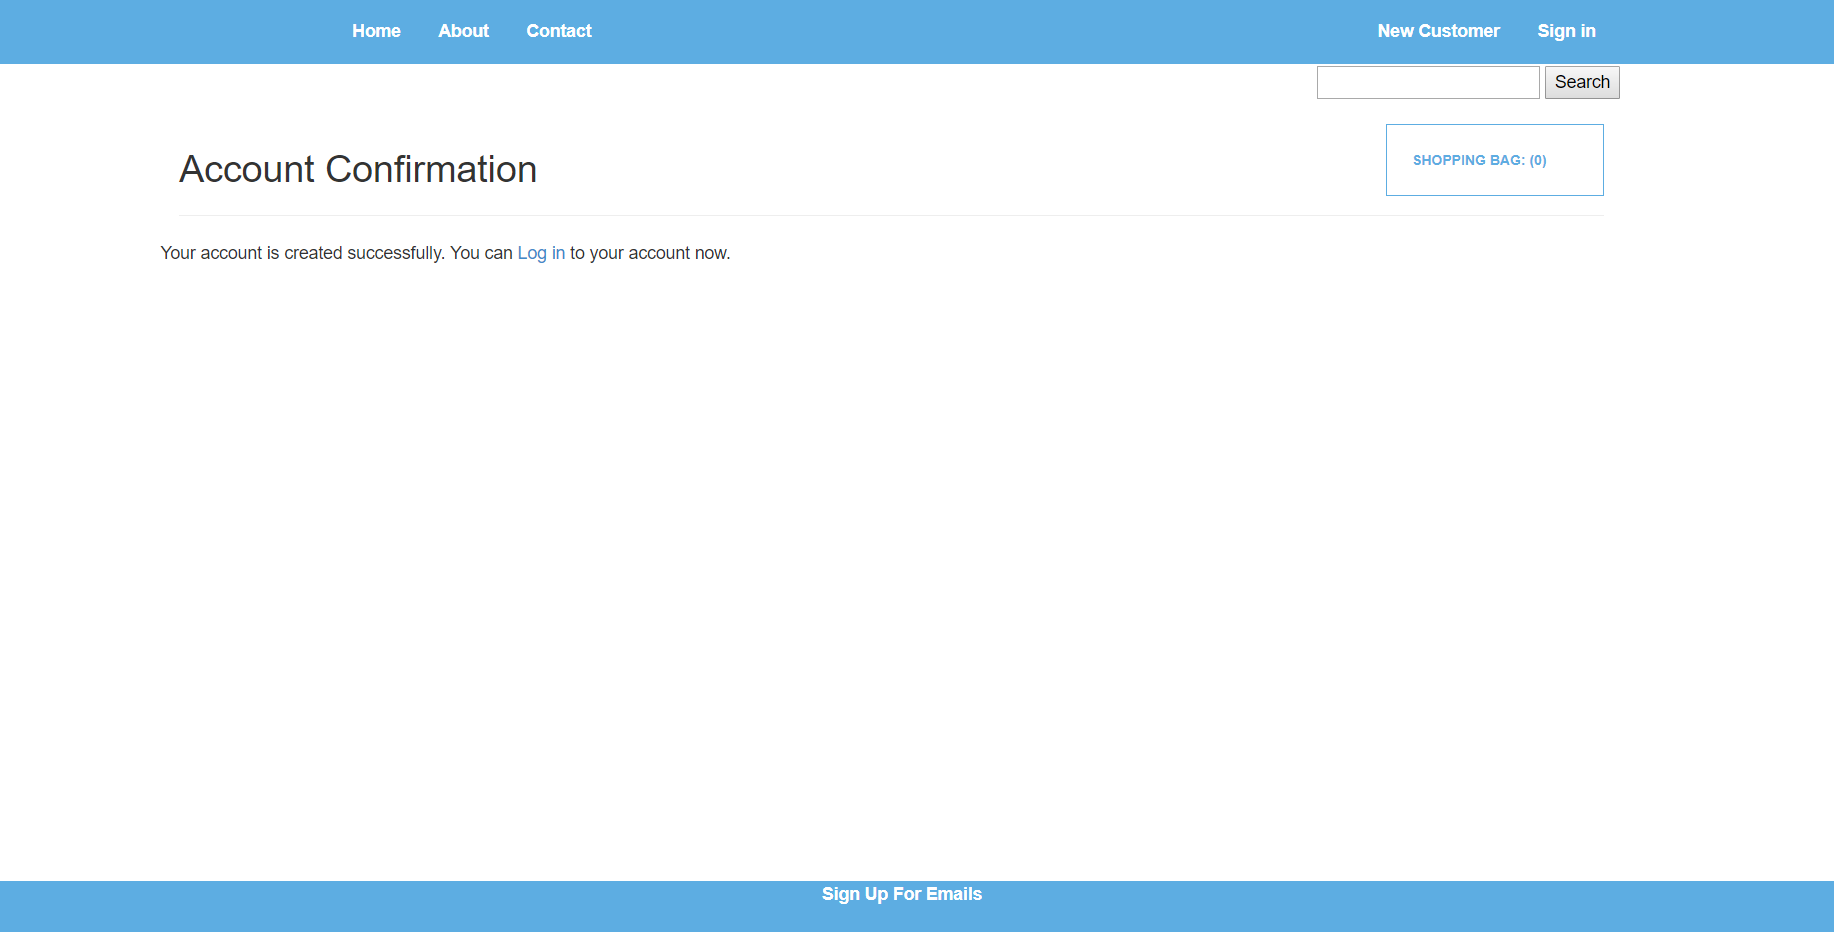 Home About Contact New Customer Sign in
Search
Account Confirmation
SHOPPING BAG: (0)
Your account is created successfully. You can Log in to your account now.
Sign Up For Emails